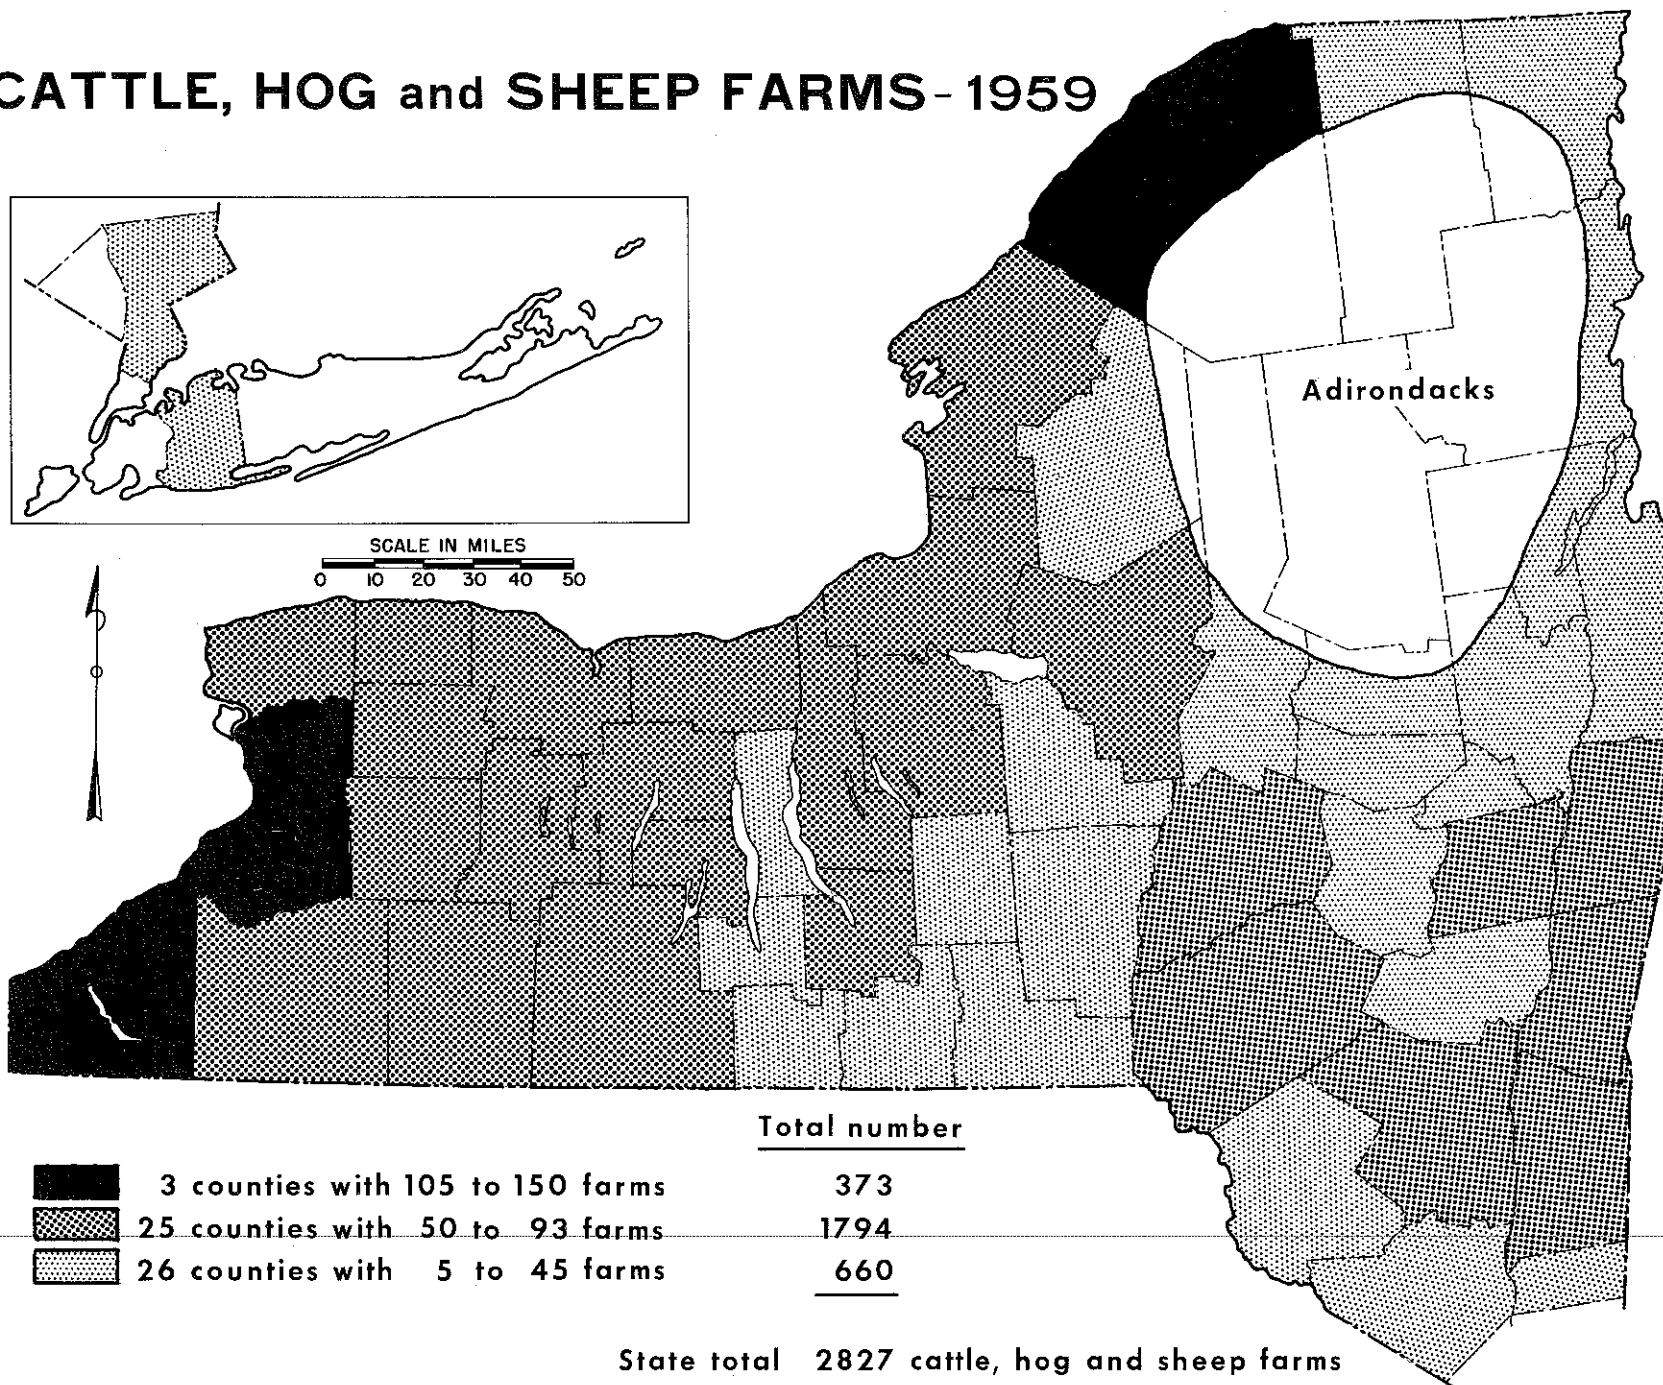 CATTLE, HOG and SHEEP FARMS - 1959
SCALE IN MILES
0 10 20 30 40 50
Adirondacks
Total number
3 counties with 105 to 150 farms 373
25 counties with 50 to 93 farms 1794
26 counties with 5 to 45 farms 660
State total 2827 cattle, hog and sheep farms